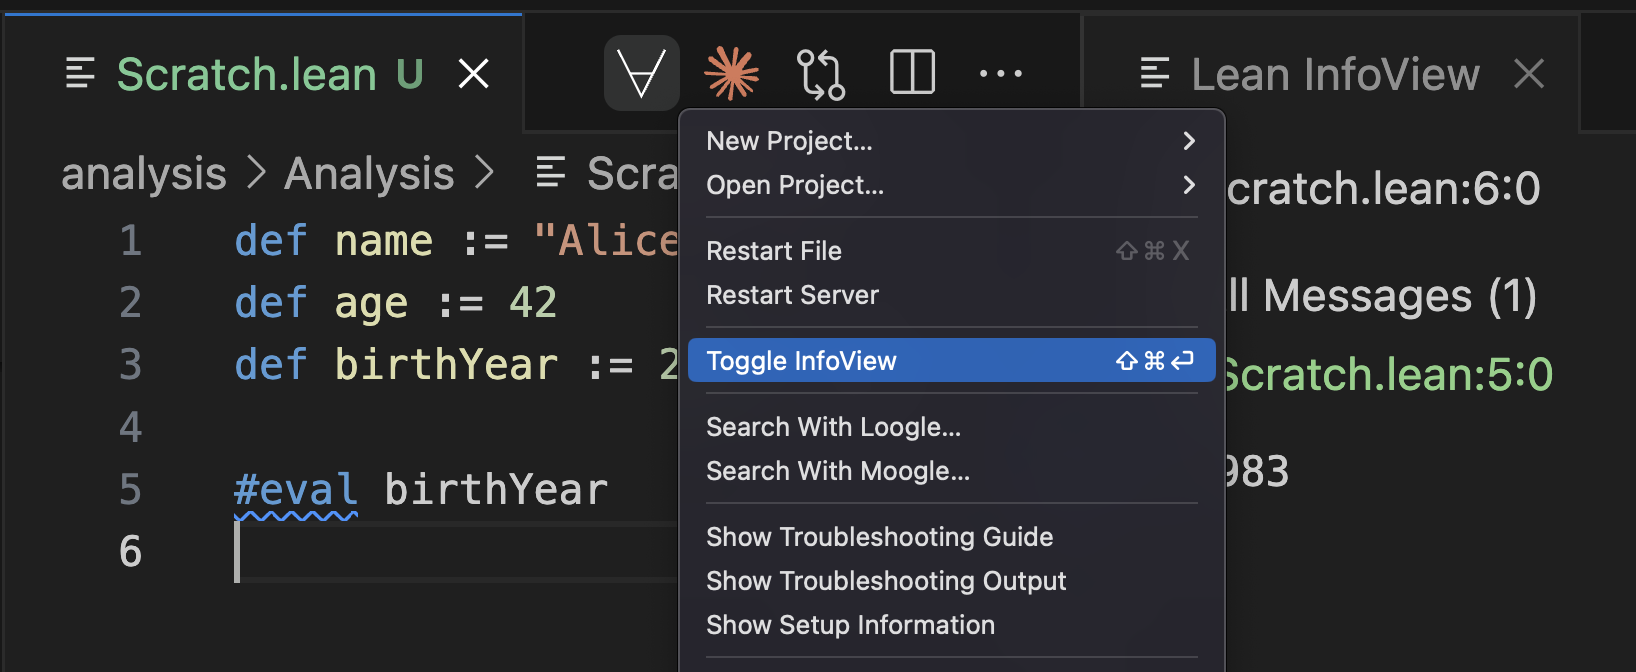 Scratch.lean U
Lean InfoView
analysis > Analysis >
1 def name := "Alice
2 def age := 42
3 def birthYear := 2
4
5 #eval birthYear
6
New Project...
Open Project...
Restart File ⇧⌘X
Restart Server
Toggle InfoView ⇧⌘⏎
Search With Loogle...
Search With Moogle...
Show Troubleshooting Guide
Show Troubleshooting Output
Show Setup Information
cratch.lean:6:0
ll Messages (1)
Scratch.lean:5:0
983